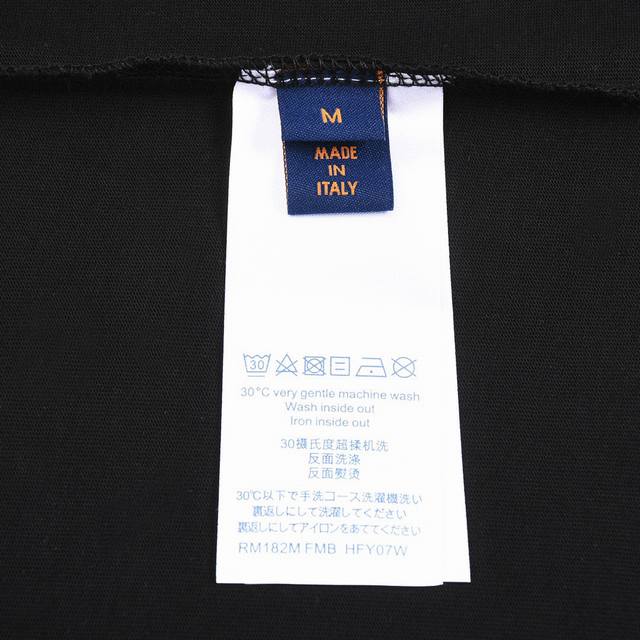 M
MADE
IN
ITALY
30
30°C very gentle machine wash
Wash inside out
Iron inside out
30摄氏度超揉机洗
反面洗涤
反面熨烫
30℃以下で手洗コース洗濯機洗い
裏返しにして洗濯してください
裏返しにしてアイロンをあててください
RM182M FMB HFY07W